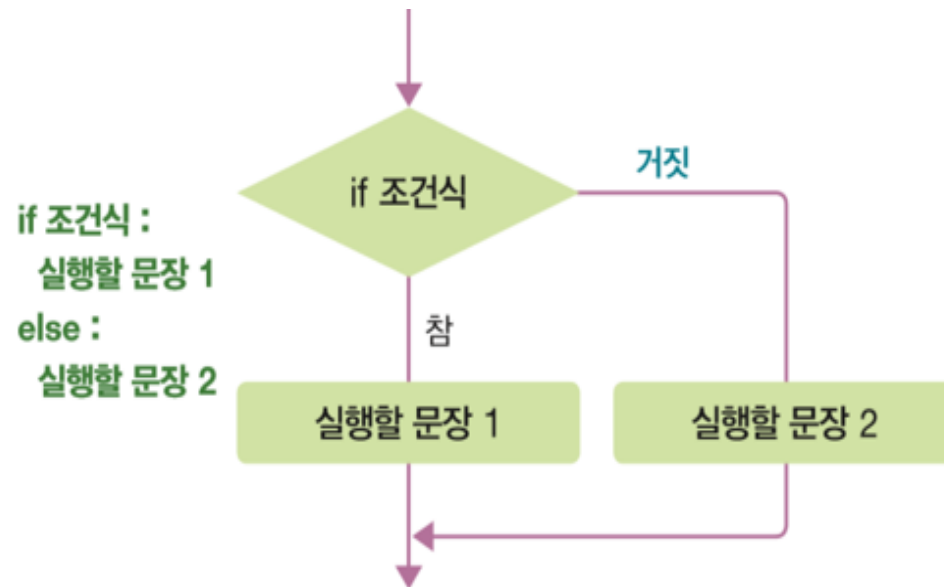 if 조건식 :
실행할 문장 1
else :
실행할 문장 2
if 조건식
거짓
참
실행할 문장 1
실행할 문장 2